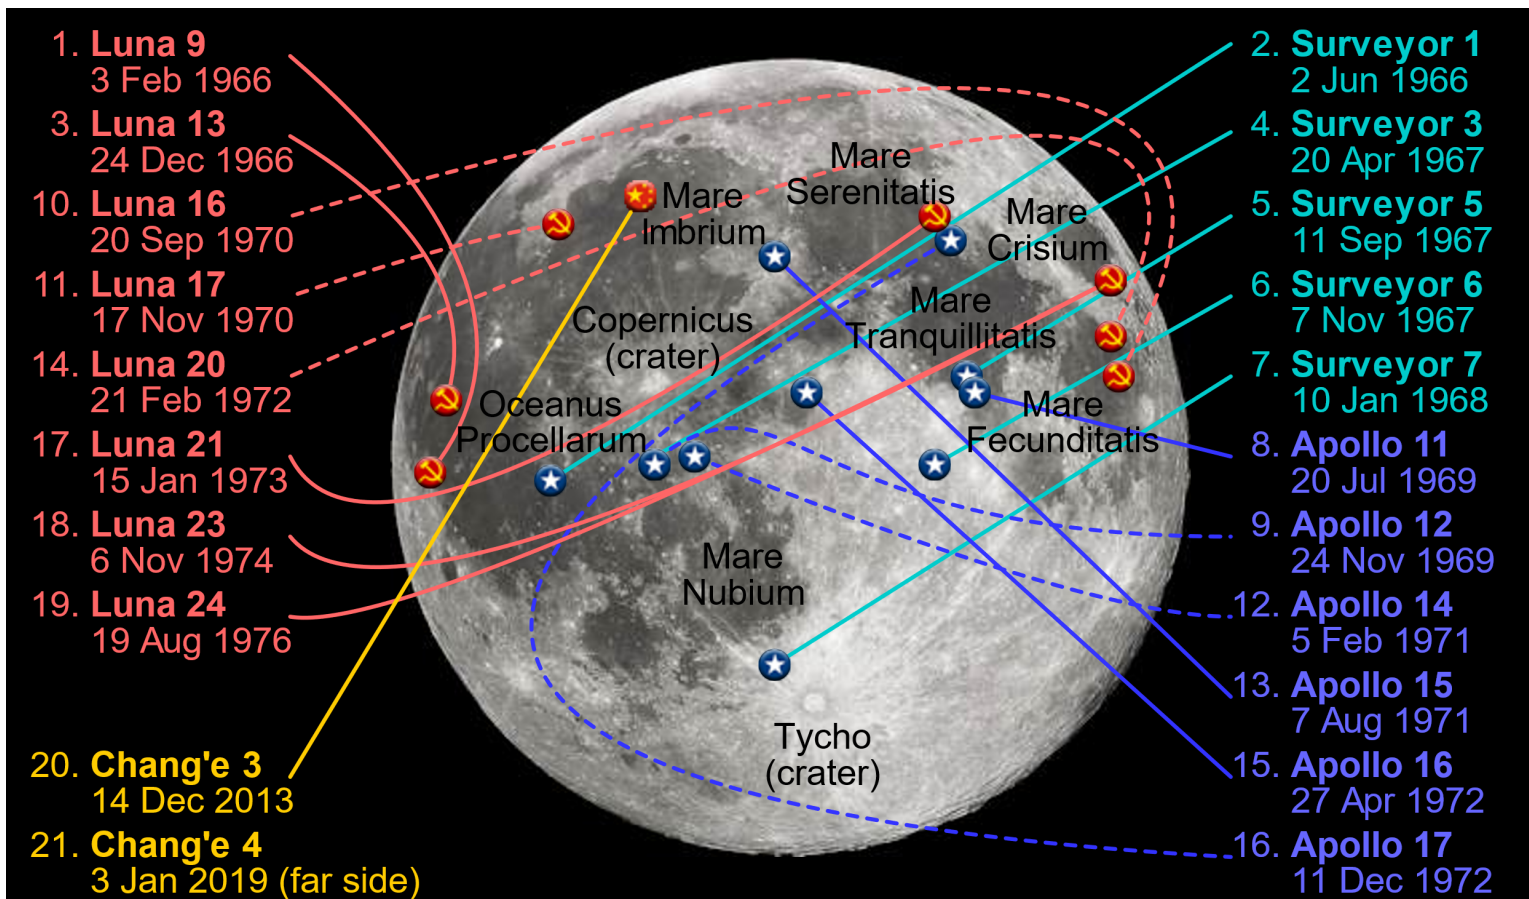 1. Luna 9
3 Feb 1966
3. Luna 13
24 Dec 1966
10. Luna 16
20 Sep 1970
11. Luna 17
17 Nov 1970
14. Luna 20
21 Feb 1972
17. Luna 21
15 Jan 1973
18. Luna 23
6 Nov 1974
19. Luna 24
19 Aug 1976
20. Chang'e 3
14 Dec 2013
21. Chang'e 4
3 Jan 2019 (far side)
Mare
Serenitatis
Mare
Imbrium
Mare
Crisium
Mare
Tranquillitatis
Copernicus
(crater)
Oceanus
Procellarum
Mare
Fecunditatis
Mare
Nubium
Tycho
(crater)
2. Surveyor 1
2 Jun 1966
4. Surveyor 3
20 Apr 1967
5. Surveyor 5
11 Sep 1967
6. Surveyor 6
7 Nov 1967
7. Surveyor 7
10 Jan 1968
8. Apollo 11
20 Jul 1969
9. Apollo 12
24 Nov 1969
12. Apollo 14
5 Feb 1971
13. Apollo 15
7 Aug 1971
15. Apollo 16
27 Apr 1972
16. Apollo 17
11 Dec 1972